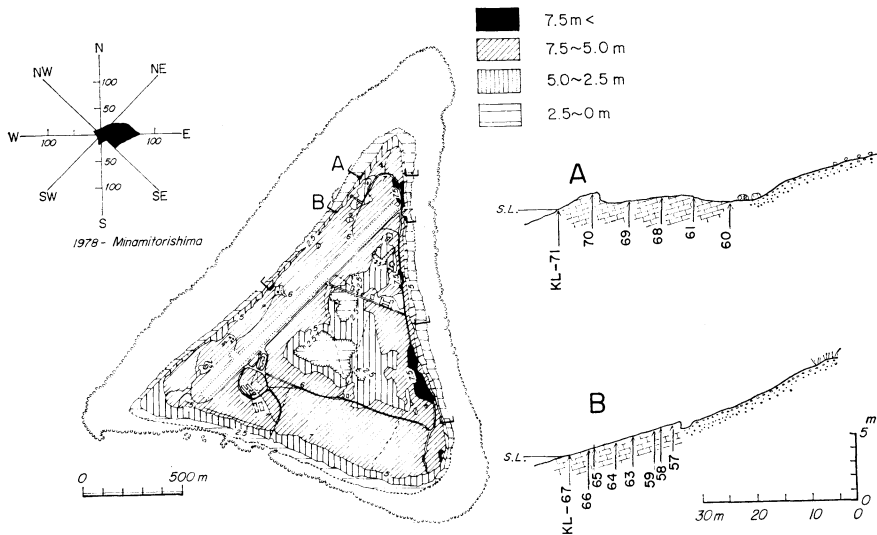 7.5m <
7.5~5.0 m
5.0~2.5 m
2.5~0 m
N
NW
NE
100
50
W
100
100
E
50
100
SW
SE
S
1978 - Minamitorishima
A
B
0
500 m
A
S.L.
KL-71
70
69
68
61
60
B
S.L.
KL-67
66
65
64
63
59
58
57
5
m
0
30 m
20
10
0